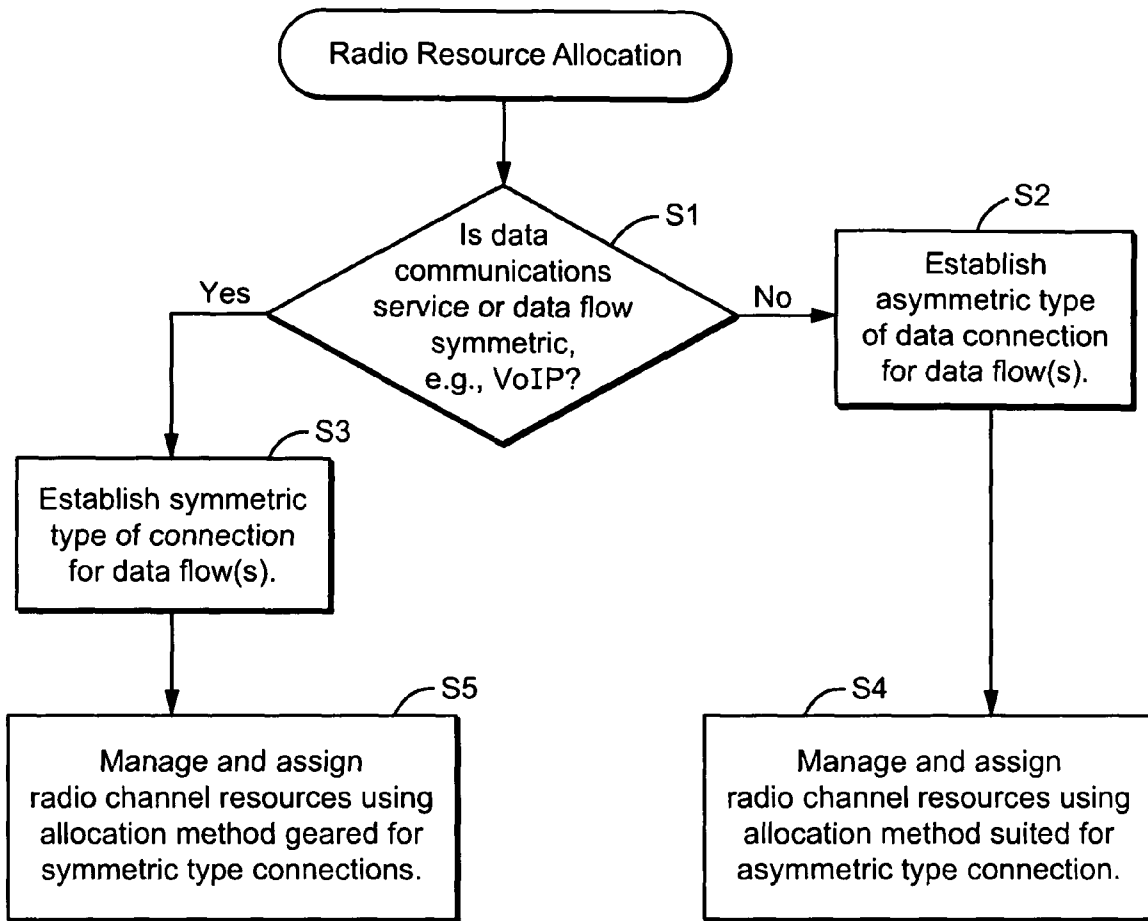 Radio Resource Allocation
S1
Is data
communications
service or data flow
symmetric,
e.g., VoIP?
Yes
No
S2
Establish
asymmetric type
of data connection
for data flow(s).
S3
Establish symmetric
type of connection
for data flow(s).
S5
Manage and assign
radio channel resources using
allocation method geared for
symmetric type connections.
S4
Manage and assign
radio channel resources using
allocation method suited for
asymmetric type connection.